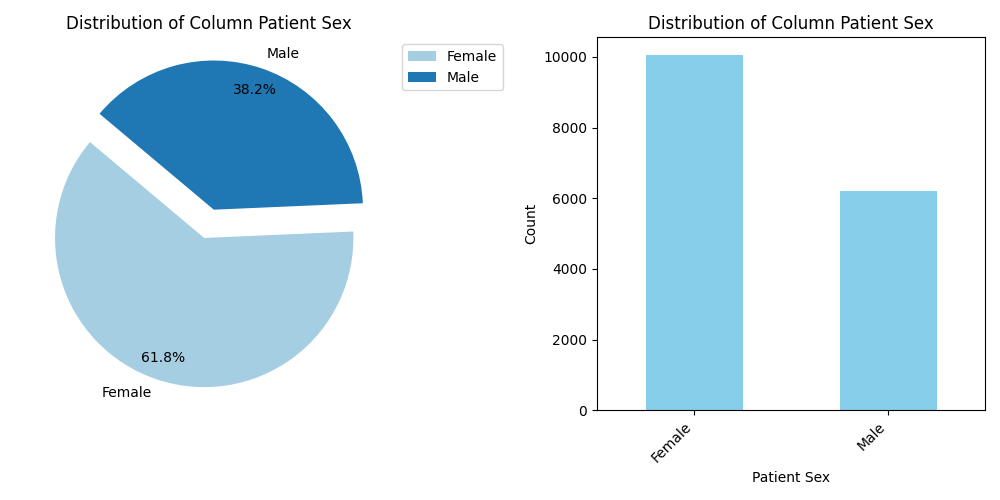 Distribution of Column Patient Sex
Male
38.2%
61.8%
Female
Female
Male
Distribution of Column Patient Sex
Count
10000
8000
6000
4000
2000
0
Female
Male
Patient Sex